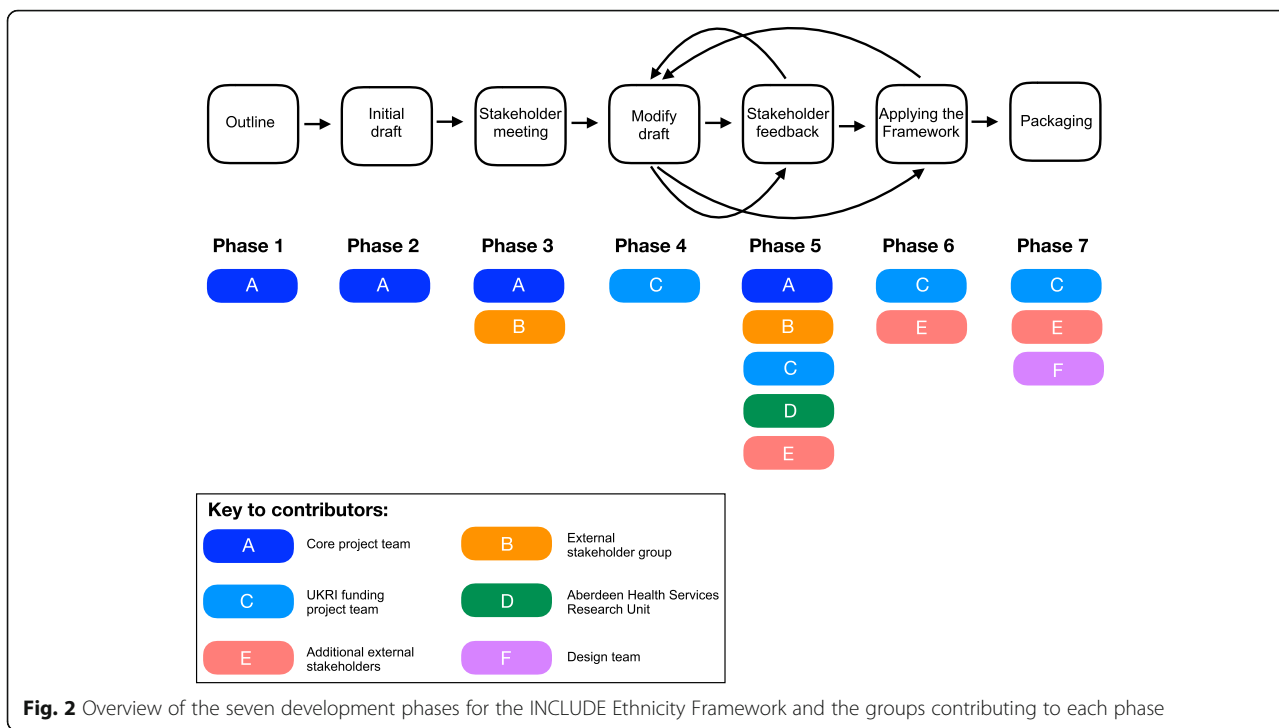 Outline
Initial
draft
Stakeholder
meeting
Modify
draft
Stakeholder
feedback
Applying the
Framework
Packaging
Phase 1
Phase 2
Phase 3
Phase 4
Phase 5
Phase 6
Phase 7
A
A
A
C
A
C
C
B
B
E
E
C
F
D
E
Key to contributors:
A
Core project team
B
External
stakeholder group
C
UKRI funding
project team
D
Aberdeen Health Services
Research Unit
E
Additional external
stakeholders
F
Design team
Fig. 2 Overview of the seven development phases for the INCLUDE Ethnicity Framework and the groups contributing to each phase